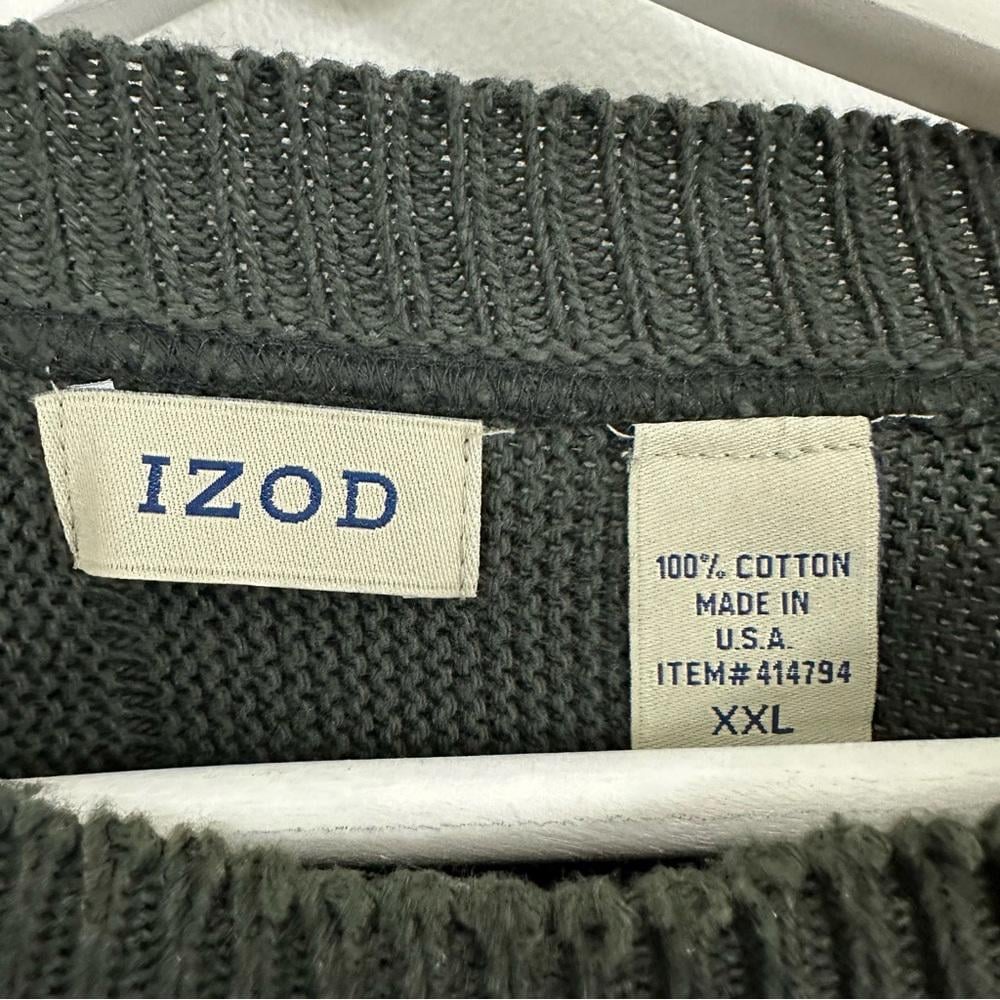 IZOD
100% COTTON
MADE IN
U.S.A.
ITEM#414794
XXL